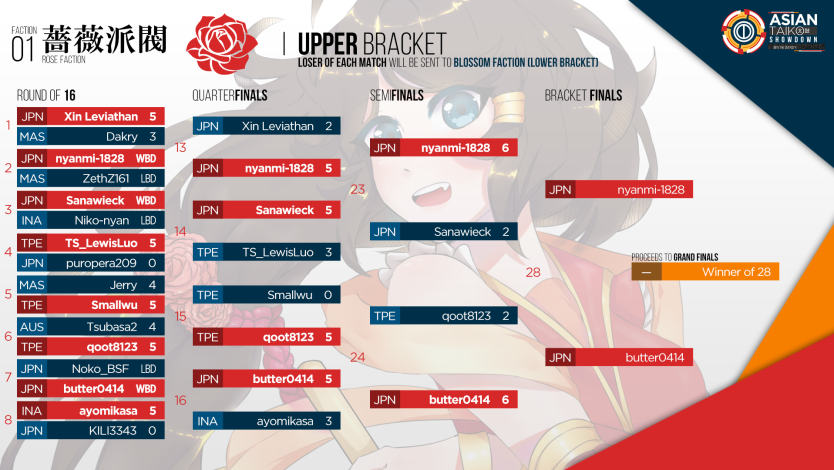 FACTION
01
薔薇派閥
ROSE FACTION
UPPER BRACKET
LOSER OF EACH MATCH WILL BE SENT TO BLOSSOM FACTION (LOWER BRACKET)
ASIAN
TAIKO
SHOWDOWN
ROUND OF 16
1
JPN Xin Leviathan 5
MAS Dakry 3
2
JPN nyanmi-1828 WBD
MAS ZethZ161 LBD
3
JPN Sanawieck WBD
INA Niko-nyan LBD
4
TPE TS_LewisLuo 5
JPN puropera209 0
5
MAS Jerry 4
TPE Smallwu 5
6
AUS Tsubasa2 4
TPE qoot8123 5
7
JPN Noko_BSF LBD
JPN butter0414 WBD
8
INA ayomikasa 5
JPN KILI3343 0
QUARTERFINALS
JPN Xin Leviathan 2
13
JPN nyanmi-1828 5
JPN Sanawieck 5
14
TPE TS_LewisLuo 3
TPE Smallwu 0
15
TPE qoot8123 5
JPN butter0414 5
16
INA ayomikasa 3
SEMIFINALS
JPN nyanmi-1828 6
23
JPN Sanawieck 2
TPE qoot8123 2
24
JPN butter0414 6
BRACKET FINALS
JPN nyanmi-1828
28
JPN butter0414
PROCEEDS TO GRAND FINALS
— Winner of 28